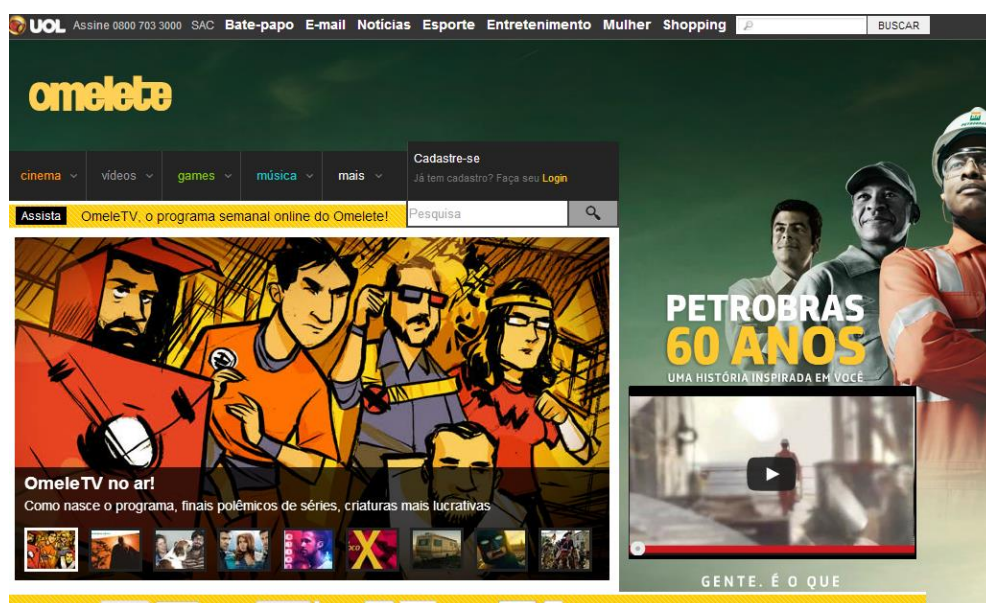 UOL Assine 0800 703 3000 SAC Bate-papo E-mail Notícias Esporte Entretenimento Mulher Shopping BUSCAR
omelete
Cadastre-se
cinema vídeos games música mais Já tem cadastro? Faça seu Login
Assista OmeleTV, o programa semanal online do Omelete! Pesquisa
PETROBRAS
60 ANOS
UMA HISTÓRIA INSPIRADA EM VOCÊ
OmeleTV no ar!
Como nasce o programa, finais polêmicos de séries, criaturas mais lucrativas
GENTE. É O QUE